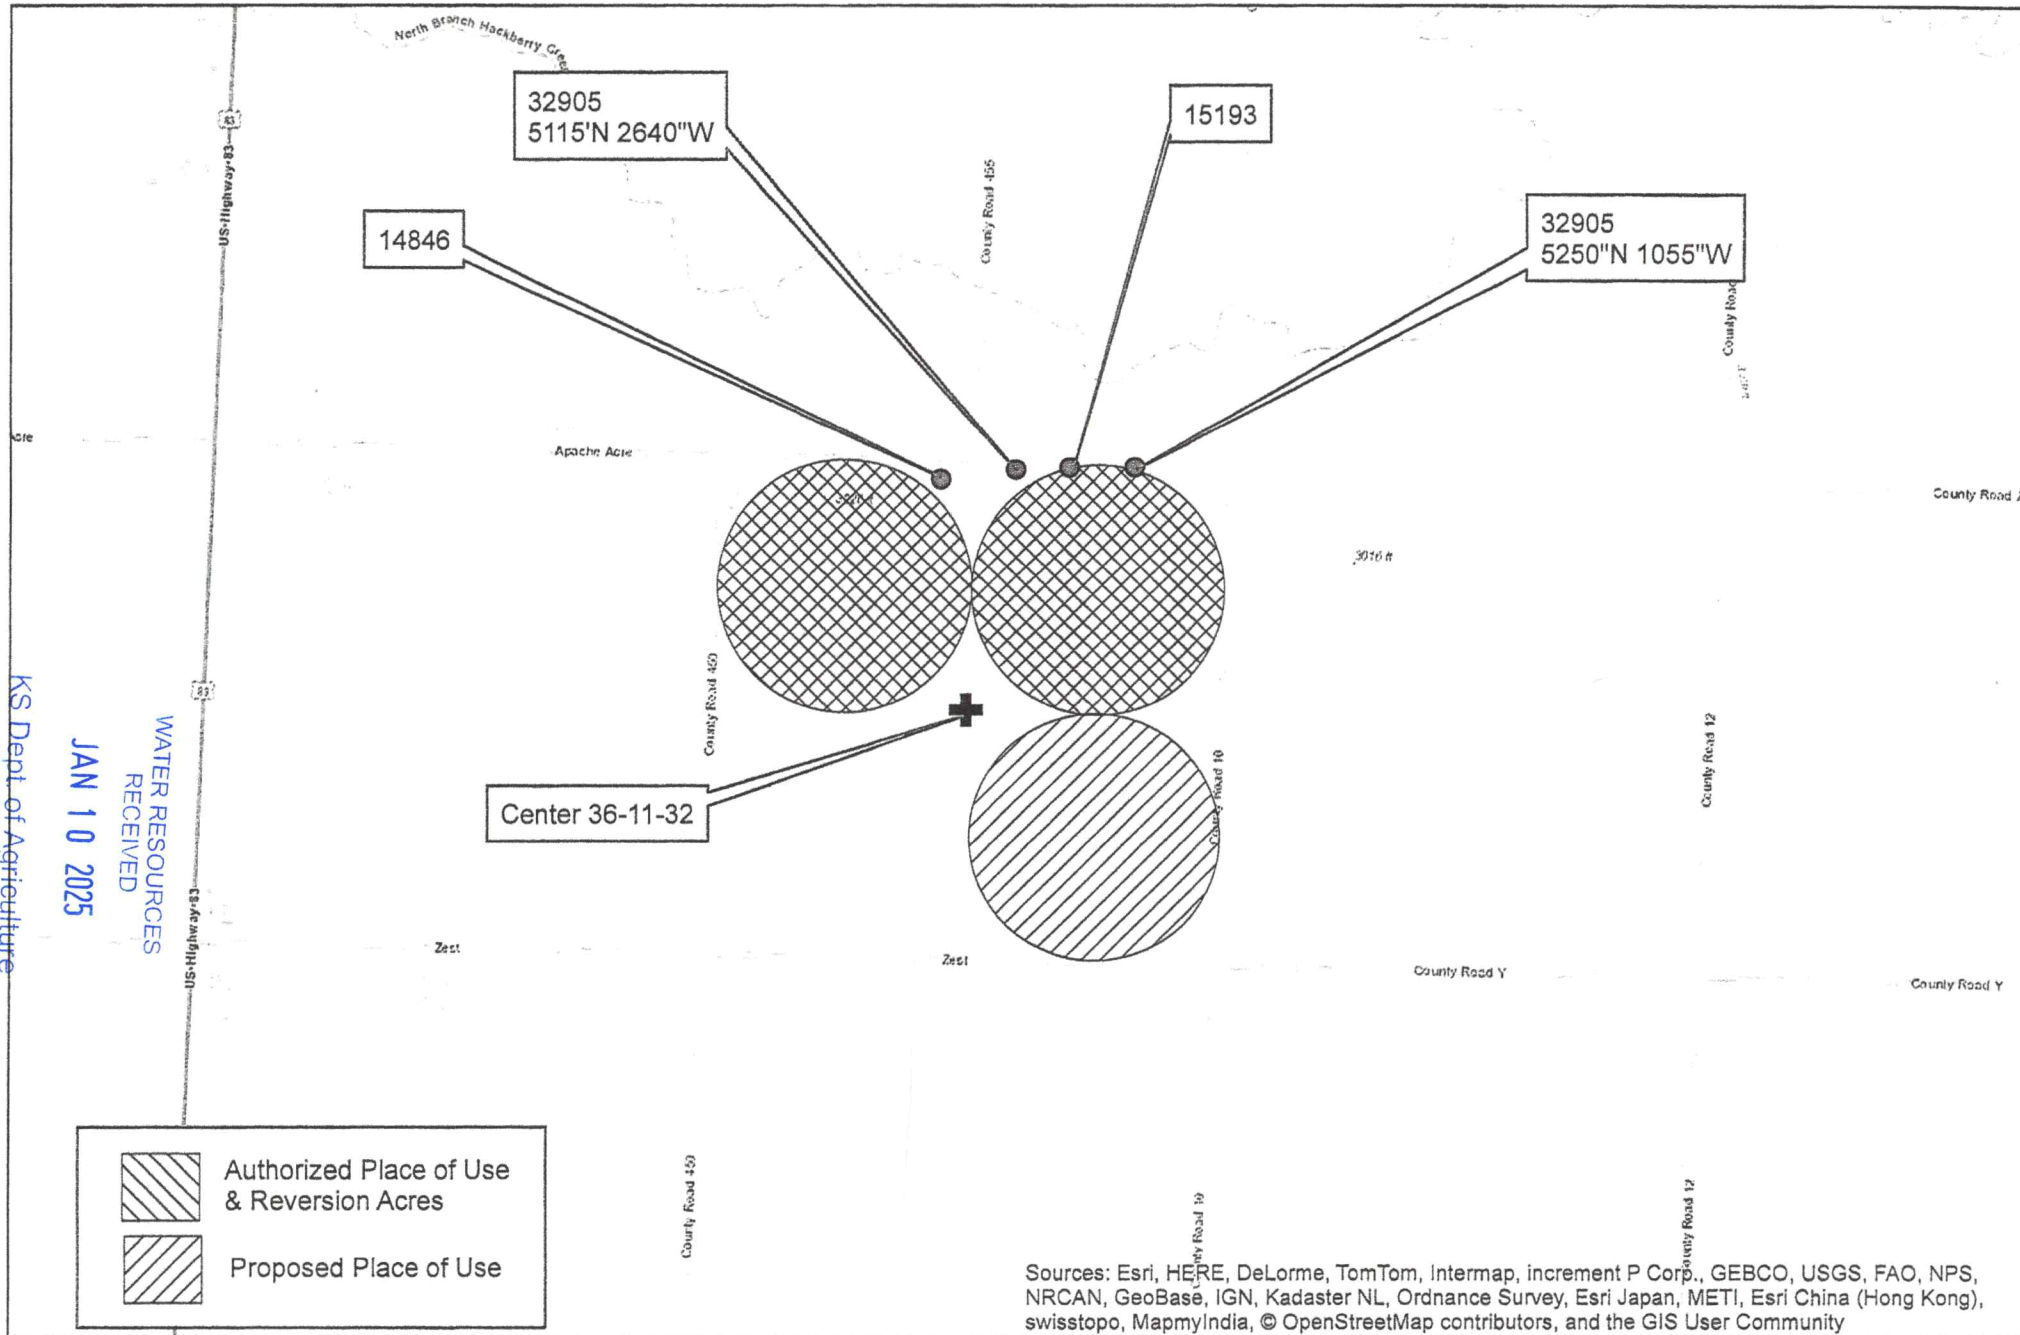 North Branch Hackberry Cree
32905
5115'N 2640"W
15193
83
US-Highway-83
County Road 455
14846
32905
5250"N 1055"W
County Road
Apache Acre
County Road
3016 ft
County Road 450
83
Center 36-11-32
County Road 10
County Road 12
WATER RESOURCES
RECEIVED
JAN 10 2025
KS Dept. of Agriculture
US-Highway-83
Zest
Zest
County Road Y
County Road Y
Authorized Place of Use
& Reversion Acres
Proposed Place of Use
County Road 450
County Road 10
County Road 12
Sources: Esri, HERE, DeLorme, TomTom, Intermap, increment P Corp., GEBCO, USGS, FAO, NPS,
NRCAN, GeoBase, IGN, Kadaster NL, Ordnance Survey, Esri Japan, METI, Esri China (Hong Kong),
swisstopo, MapmyIndia, © OpenStreetMap contributors, and the GIS User Community